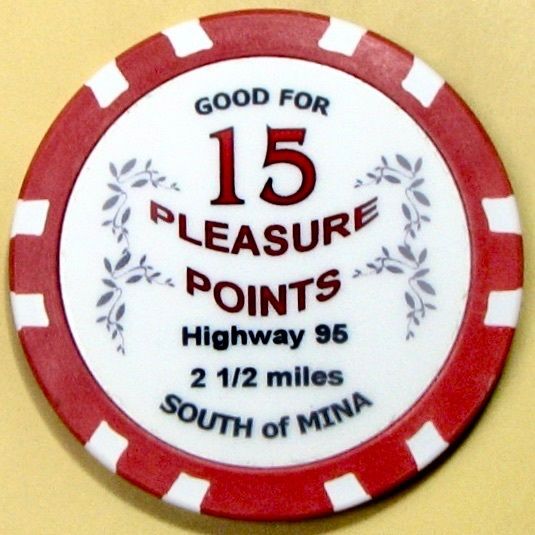 GOOD FOR
15
PLEASURE
POINTS
Highway 95
2 1/2 miles
SOUTH of MINA